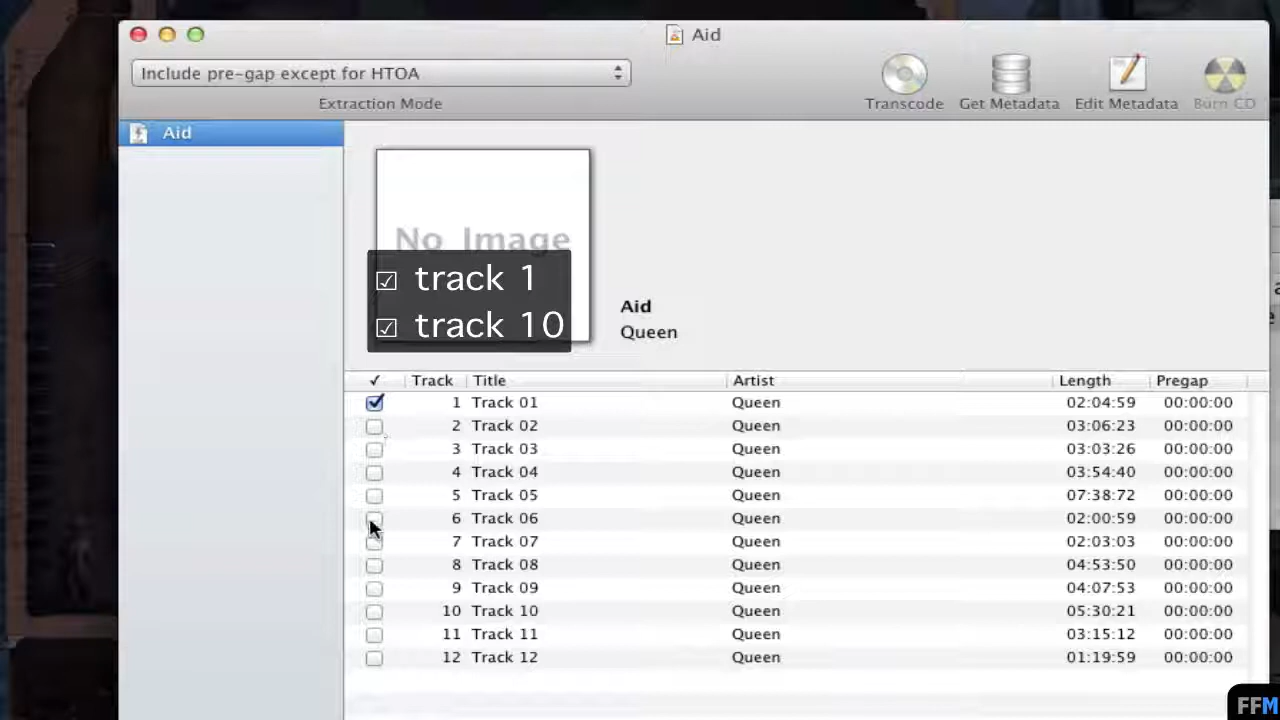 Aid
Include pre-gap except for HTOA
Extraction Mode
Transcode
Get Metadata
Edit Metadata
Burn CD
Aid
No Image
☑ track 1
☑ track 10
Aid
Queen
✓ Track Title Artist Length Pregap
1 Track 01 Queen 02:04:59 00:00:00
2 Track 02 Queen 03:06:23 00:00:00
3 Track 03 Queen 03:03:26 00:00:00
4 Track 04 Queen 03:54:40 00:00:00
5 Track 05 Queen 07:38:72 00:00:00
6 Track 06 Queen 02:00:59 00:00:00
7 Track 07 Queen 02:03:03 00:00:00
8 Track 08 Queen 04:53:50 00:00:00
9 Track 09 Queen 04:07:53 00:00:00
10 Track 10 Queen 05:30:21 00:00:00
11 Track 11 Queen 03:15:12 00:00:00
12 Track 12 Queen 01:19:59 00:00:00
FFM